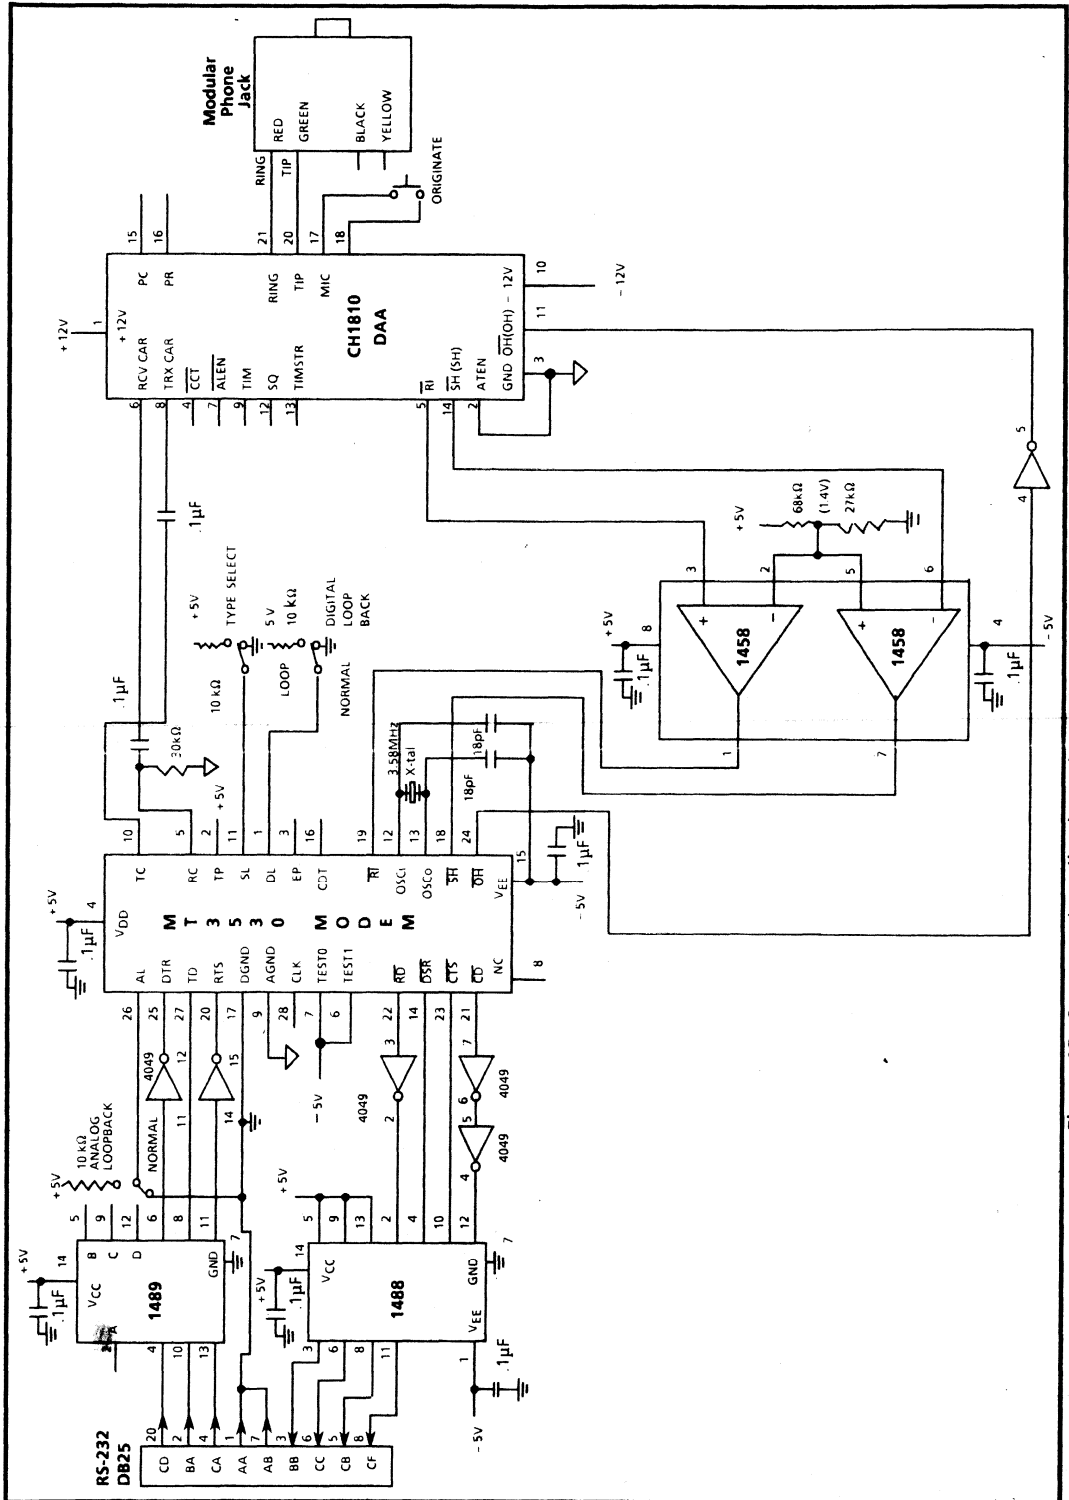 RS-232
DB25
CD
BA
CA
AA
AB
BB
CC
CB
CF
20
2
4
1
7
3
6
5
8
+5V
.1µF
14
VCC
1489
A
B
C
D
GND
5
9
12
6
8
11
7
4
10
13
10 kΩ
ANALOG
LOOPBACK
+5V
NORMAL
4049
11
12
14
15
+5V
.1µF
14
VCC
1488
VEE
GND
+5V
5
9
13
2
4
10
12
7
3
6
8
11
1
-5V
.1µF
4049
3
2
7
6
4049
5
4
4049
-5V
+5V
.1µF
4
VDD
MT3530 MODEM
AL
DTR
TD
RTS
DGND
AGND
CLK
TEST0
TEST1
RD
DSR
CTS
CD
NC
26
25
27
20
17
9
28
7
6
22
14
23
21
8
TC
RC
TP
SL
DL
EP
CDT
RI
OSCi
OSCo
SH
OH
VEE
10
5
2
11
1
3
16
19
12
13
18
24
15
+5V
-5V
.1µF
.1µF
30kΩ
.1µF
+5V
TYPE SELECT
10 kΩ
5 V
10 kΩ
DIGITAL
LOOP
BACK
LOOP
NORMAL
3.58MHz
X-tal
18pF
18pF
+12V
1
+12V
RCV CAR
TRX CAR
CCT
ALEN
TIM
SQ
TIMSTR
RI
SH (SH)
ATEN
GND
OH(OH)
-12V
6
8
4
7
9
12
13
5
14
2
3
11
10
-12V
CH1810
DAA
PC
PR
RING
TIP
MIC
15
16
21
20
17
18
RING
TIP
ORIGINATE
Modular
Phone
Jack
RED
GREEN
BLACK
YELLOW
+5V
68kΩ
(1.4V)
27kΩ
3
2
5
6
1458
1458
1
7
+5V
8
.1µF
4
-5V
.1µF
4
5